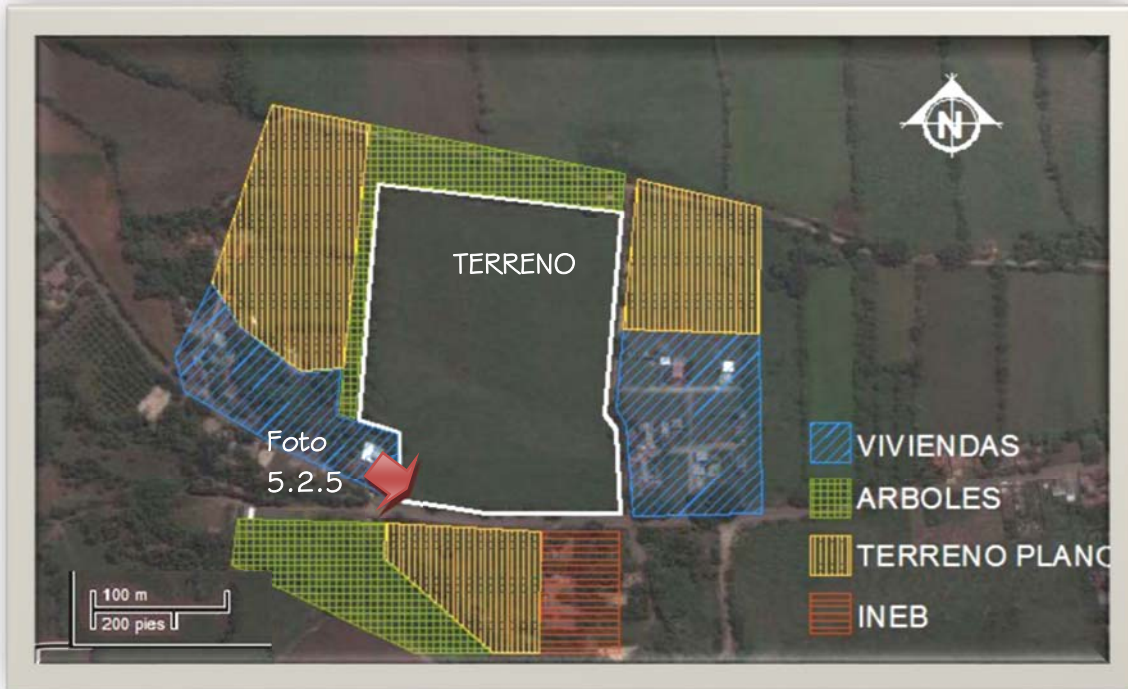 N
TERRENO
Foto
5.2.5
VIVIENDAS
ARBOLES
TERRENO PLANO
INEB
100 m
200 pies